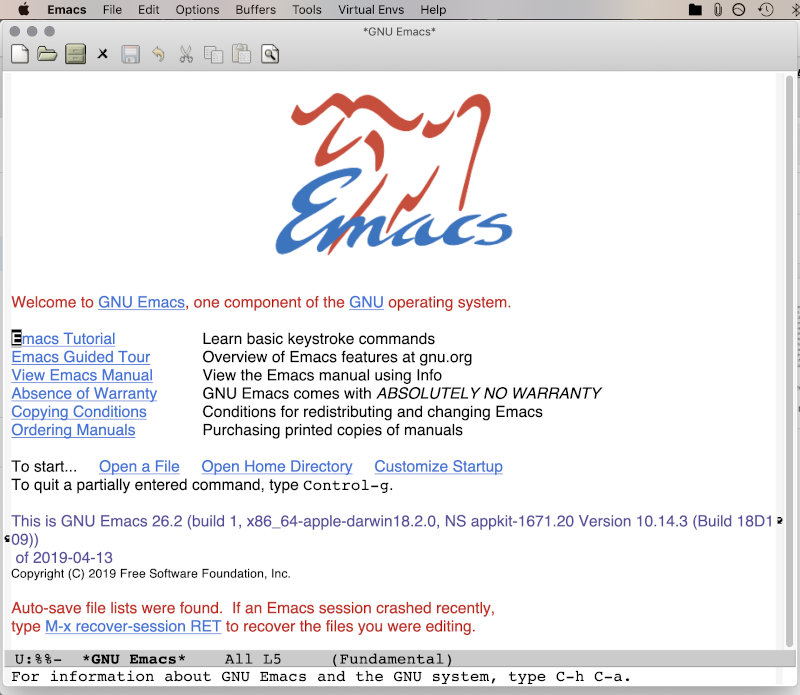 Emacs File Edit Options Buffers Tools Virtual Envs Help
*GNU Emacs*
Emacs
Welcome to GNU Emacs, one component of the GNU operating system.
Emacs Tutorial Learn basic keystroke commands
Emacs Guided Tour Overview of Emacs features at gnu.org
View Emacs Manual View the Emacs manual using Info
Absence of Warranty GNU Emacs comes with ABSOLUTELY NO WARRANTY
Copying Conditions Conditions for redistributing and changing Emacs
Ordering Manuals Purchasing printed copies of manuals
To start... Open a File Open Home Directory Customize Startup
To quit a partially entered command, type Control-g.
This is GNU Emacs 26.2 (build 1, x86_64-apple-darwin18.2.0, NS appkit-1671.20 Version 10.14.3 (Build 18D1
09))
of 2019-04-13
Copyright (C) 2019 Free Software Foundation, Inc.
Auto-save file lists were found. If an Emacs session crashed recently,
type M-x recover-session RET to recover the files you were editing.
U:%%- *GNU Emacs* All L5 (Fundamental)
For information about GNU Emacs and the GNU system, type C-h C-a.